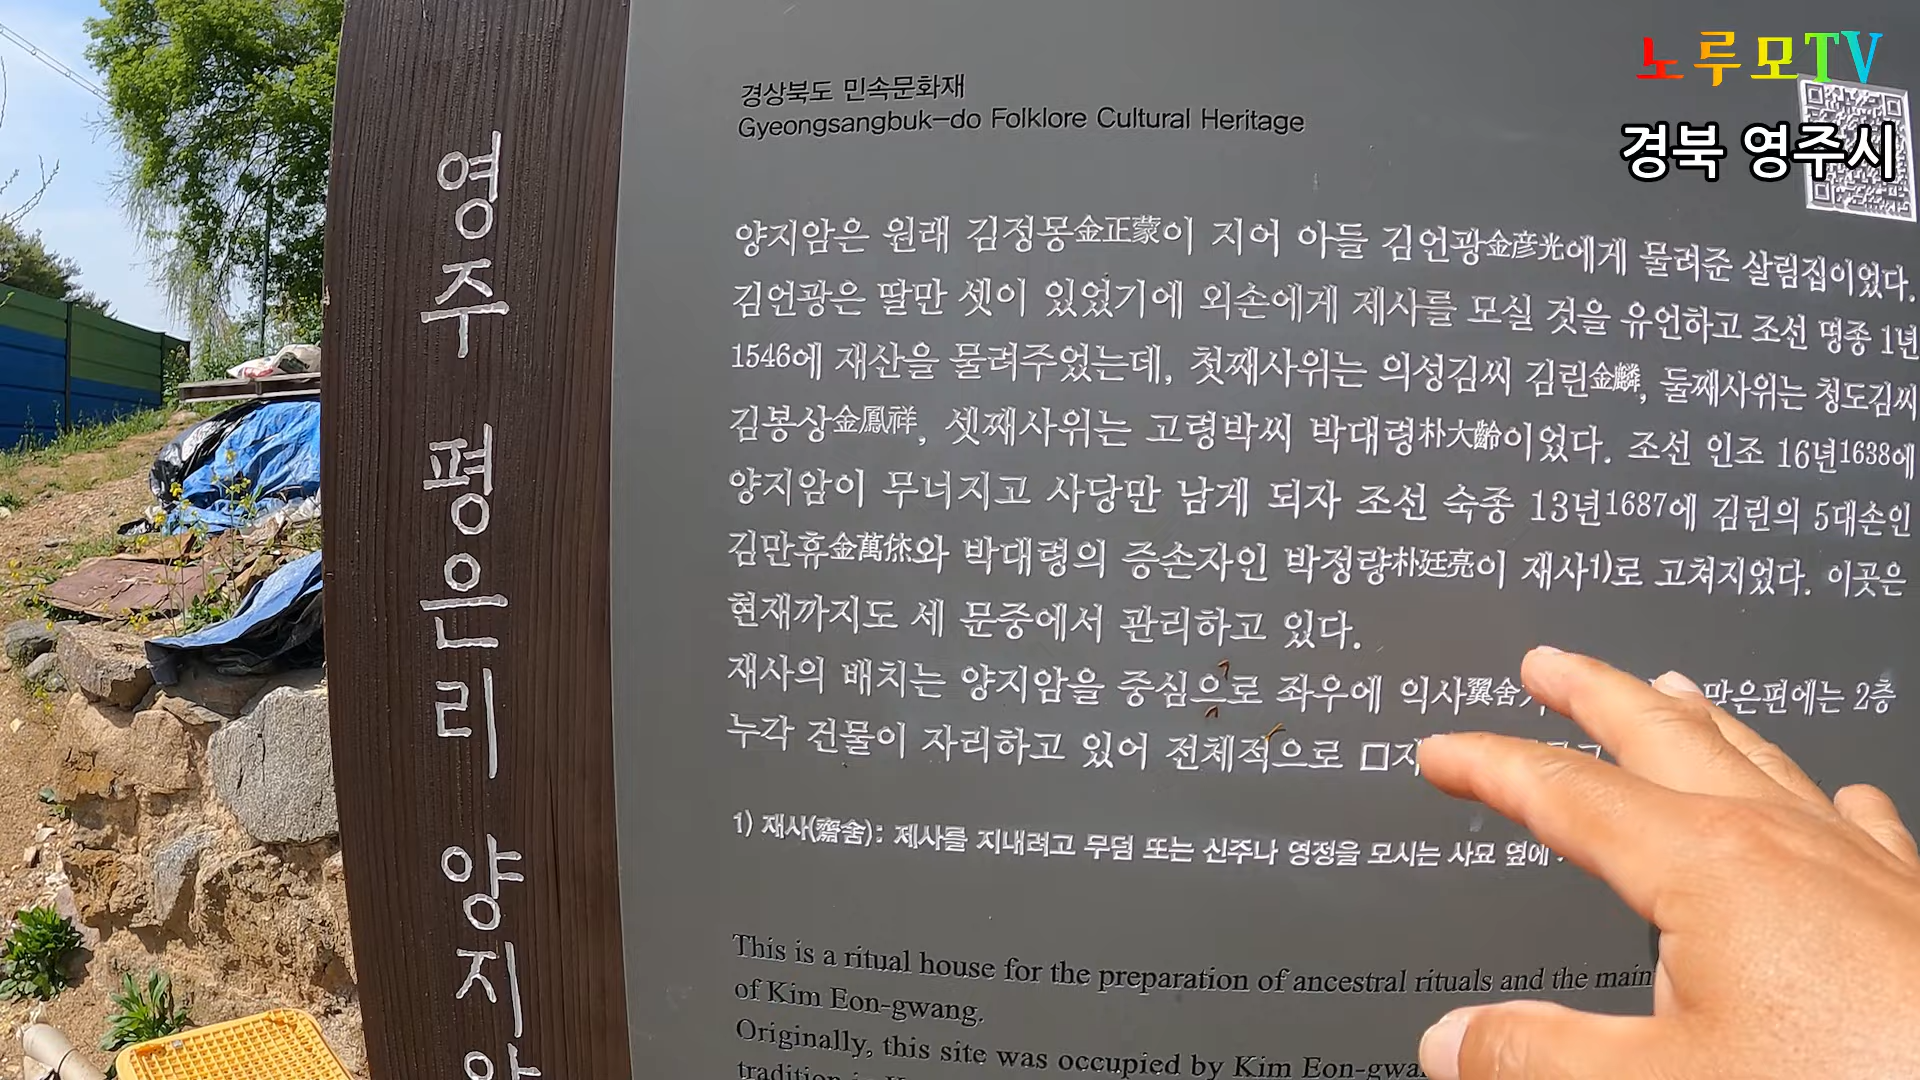 노루모TV
경북 영주시
영주 평은리 양지암
경상북도 민속문화재
Gyeongsangbuk-do Folklore Cultural Heritage
양지암은 원래 김정몽金正蒙이 지어 아들 김언광金彦光에게 물려준 살림집이었다.
김언광은 딸만 셋이 있었기에 외손에게 제사를 모실 것을 유언하고 조선 명종 1년
1546에 재산을 물려주었는데, 첫째사위는 의성김씨 김린金麟, 둘째사위는 청도김씨
김봉상金鳳祥, 셋째사위는 고령박씨 박대령朴大齡이었다. 조선 인조 16년1638에
양지암이 무너지고 사당만 남게 되자 조선 숙종 13년1687에 김린의 5대손인
김만휴金萬烋와 박대령의 증손자인 박정량朴廷亮이 재사1)로 고쳐지었다. 이곳은
현재까지도 세 문중에서 관리하고 있다.
재사의 배치는 양지암을 중심으로 좌우에 익사翼舍 맞은편에는 2층
누각 건물이 자리하고 있어 전체적으로 口자
1) 재사(齋舍): 제사를 지내려고 무덤 또는 신주나 영정을 모시는 사묘 옆에
This is a ritual house for the preparation of ancestral rituals and the main
of Kim Eon-gwang.
Originally, this site was occupied by Kim Eon-gwa
tradition